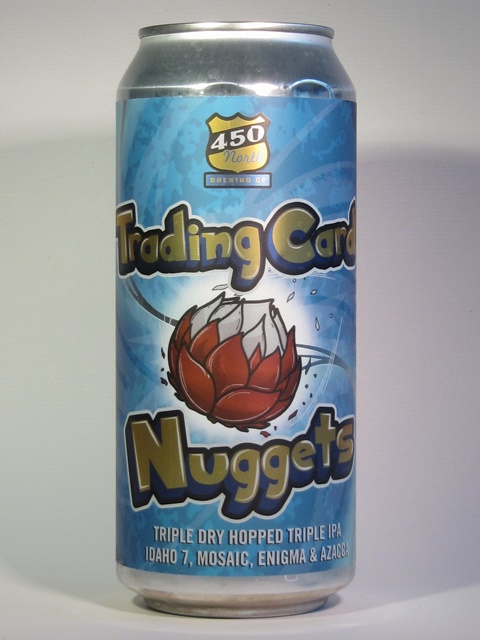 450
North
BREWING CO
Trading Card
Nuggets
TRIPLE DRY HOPPED TRIPLE IPA
IDAHO 7, MOSAIC, ENIGMA & AZACCA